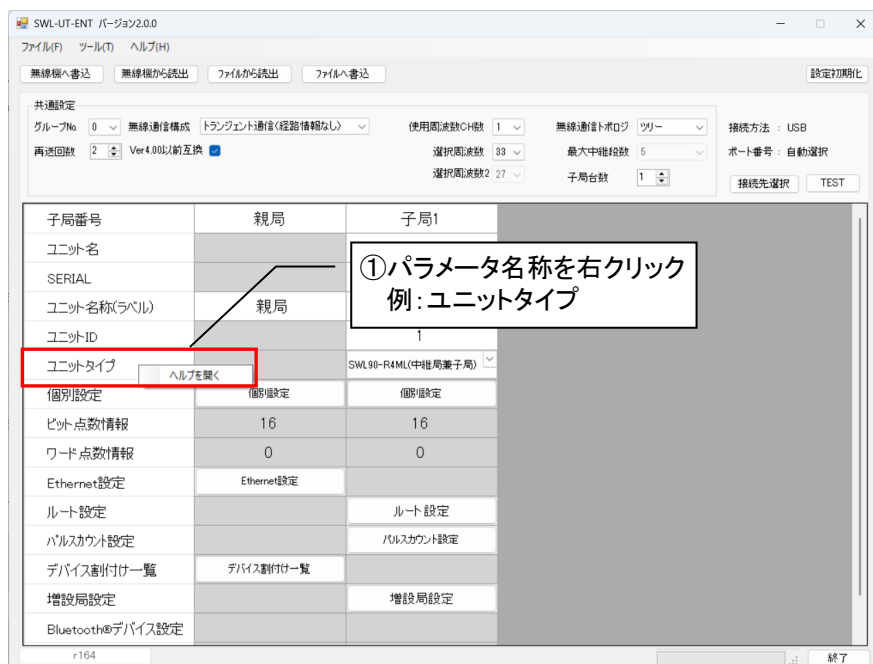 SWL-UT-ENT バージョン2.0.0
ファイル(F) ツール(T) ヘルプ(H)
無線機へ書込 無線機から読出 ファイルから読出 ファイルへ書込 設定初期化
共通設定
グループNo. 0 無線通信構成 トランジェント通信(経路情報なし) 使用周波数CH数 1 無線通信トポロジ ツリー 接続方法 : USB
再送回数 2 Ver4.00以前互換 選択周波数 33 最大中継段数 5 ポート番号 : 自動選択
選択周波数2 27 子局台数 1 接続先選択 TEST
子局番号 親局 子局1
ユニット名
SERIAL
①パラメータ名称を右クリック
例:ユニットタイプ
ユニット名称(ラベル) 親局
ユニットID 1
ユニットタイプ SWL90-R4ML(中継局兼子局)
ヘルプを開く
個別設定 個別設定 個別設定
ビット点数情報 16 16
ワード点数情報 0 0
Ethernet設定 Ethernet設定
ルート設定 ルート設定
パルスカウント設定 パルスカウント設定
デバイス割付け一覧 デバイス割付け一覧
増設局設定 増設局設定
Bluetooth®デバイス設定
r164 終了